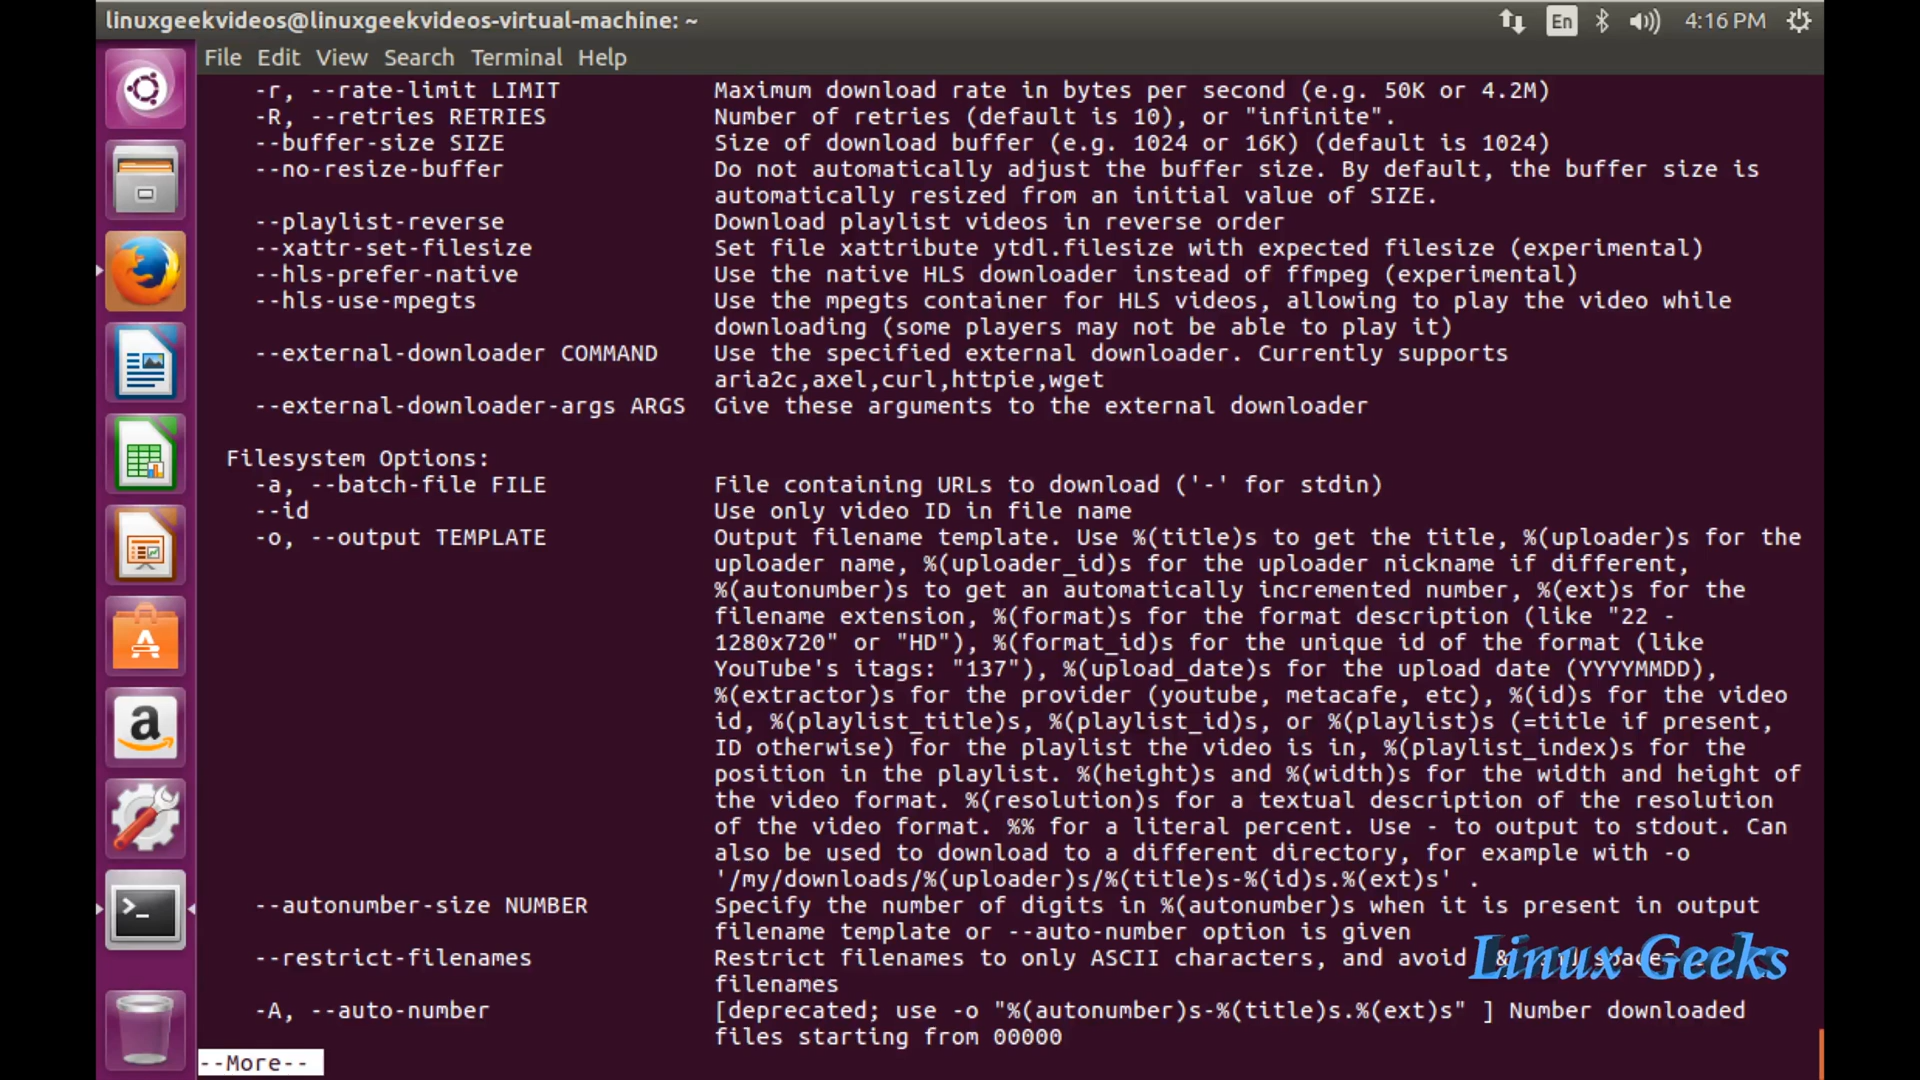 linuxgeekvideos@linuxgeekvideos-virtual-machine: ~
En
4:16 PM
File Edit View Search Terminal Help
-r, --rate-limit LIMIT Maximum download rate in bytes per second (e.g. 50K or 4.2M)
-R, --retries RETRIES Number of retries (default is 10), or "infinite".
--buffer-size SIZE Size of download buffer (e.g. 1024 or 16K) (default is 1024)
--no-resize-buffer Do not automatically adjust the buffer size. By default, the buffer size is
automatically resized from an initial value of SIZE.
--playlist-reverse Download playlist videos in reverse order
--xattr-set-filesize Set file xattribute ytdl.filesize with expected filesize (experimental)
--hls-prefer-native Use the native HLS downloader instead of ffmpeg (experimental)
--hls-use-mpegts Use the mpegts container for HLS videos, allowing to play the video while
downloading (some players may not be able to play it)
--external-downloader COMMAND Use the specified external downloader. Currently supports
aria2c,axel,curl,httpie,wget
--external-downloader-args ARGS Give these arguments to the external downloader
Filesystem Options:
-a, --batch-file FILE File containing URLs to download ('-' for stdin)
--id Use only video ID in file name
-o, --output TEMPLATE Output filename template. Use %(title)s to get the title, %(uploader)s for the
uploader name, %(uploader_id)s for the uploader nickname if different,
%(autonumber)s to get an automatically incremented number, %(ext)s for the
filename extension, %(format)s for the format description (like "22 -
1280x720" or "HD"), %(format_id)s for the unique id of the format (like
YouTube's itags: "137"), %(upload_date)s for the upload date (YYYYMMDD),
%(extractor)s for the provider (youtube, metacafe, etc), %(id)s for the video
id, %(playlist_title)s, %(playlist_id)s, or %(playlist)s (=title if present,
ID otherwise) for the playlist the video is in, %(playlist_index)s for the
position in the playlist. %(height)s and %(width)s for the width and height of
the video format. %(resolution)s for a textual description of the resolution
of the video format. %% for a literal percent. Use - to output to stdout. Can
also be used to download to a different directory, for example with -o
'/my/downloads/%(uploader)s/%(title)s-%(id)s.%(ext)s' .
--autonumber-size NUMBER Specify the number of digits in %(autonumber)s when it is present in output
filename template or --auto-number option is given
--restrict-filenames Restrict filenames to only ASCII characters, and avoid
filenames
Linux Geeks
-A, --auto-number [deprecated; use -o "%(autonumber)s-%(title)s.%(ext)s" ] Number downloaded
files starting from 00000
--More--